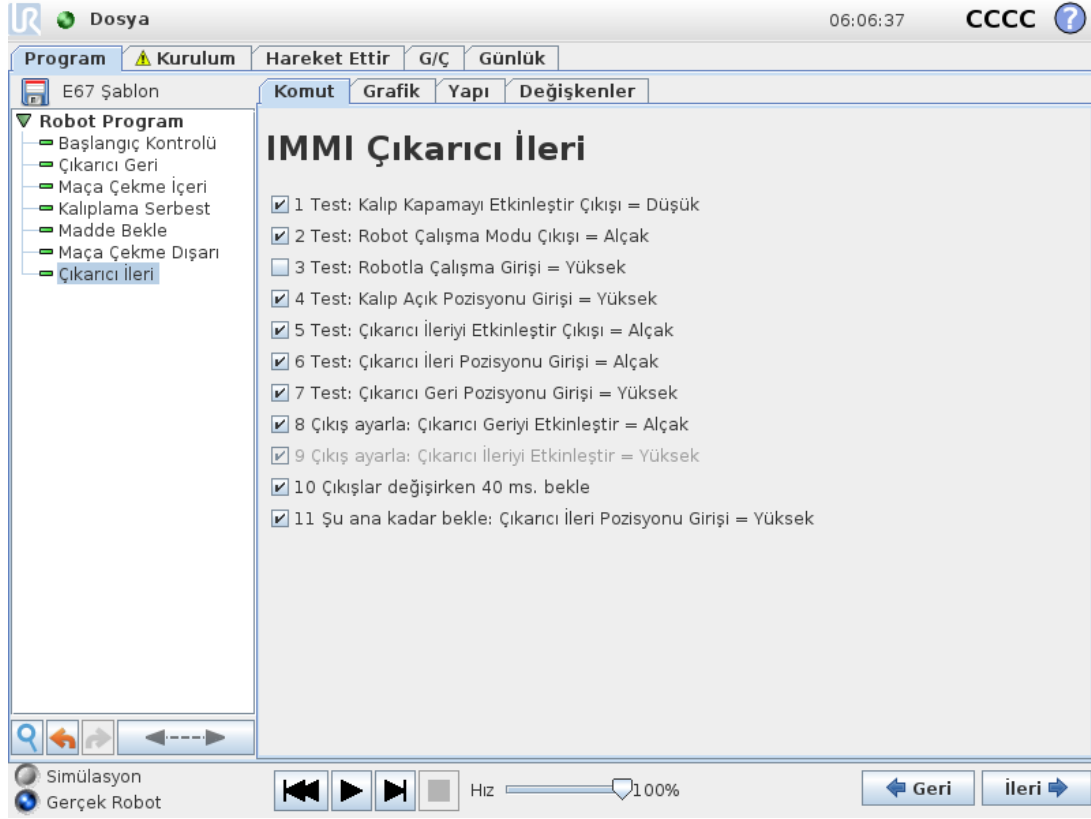 UR Dosya 06:06:37 CCCC ?
Program Kurulum Hareket Ettir G/Ç Günlük
E67 Şablon Komut Grafik Yapı Değişkenler
Robot Program
Başlangıç Kontrolü
Çıkarıcı Geri
Maça Çekme İçeri
Kalıplama Serbest
Madde Bekle
Maça Çekme Dışarı
Çıkarıcı İleri
IMMI Çıkarıcı İleri
1 Test: Kalıp Kapamayı Etkinleştir Çıkışı = Düşük
2 Test: Robot Çalışma Modu Çıkışı = Alçak
3 Test: Robotla Çalışma Girişi = Yüksek
4 Test: Kalıp Açık Pozisyonu Girişi = Yüksek
5 Test: Çıkarıcı İleriyi Etkinleştir Çıkışı = Alçak
6 Test: Çıkarıcı İleri Pozisyonu Girişi = Alçak
7 Test: Çıkarıcı Geri Pozisyonu Girişi = Yüksek
8 Çıkış ayarla: Çıkarıcı Geriyi Etkinleştir = Alçak
9 Çıkış ayarla: Çıkarıcı İleriyi Etkinleştir = Yüksek
10 Çıkışlar değişirken 40 ms. bekle
11 Şu ana kadar bekle: Çıkarıcı İleri Pozisyonu Girişi = Yüksek
Simülasyon
Gerçek Robot
Hız 100% Geri İleri